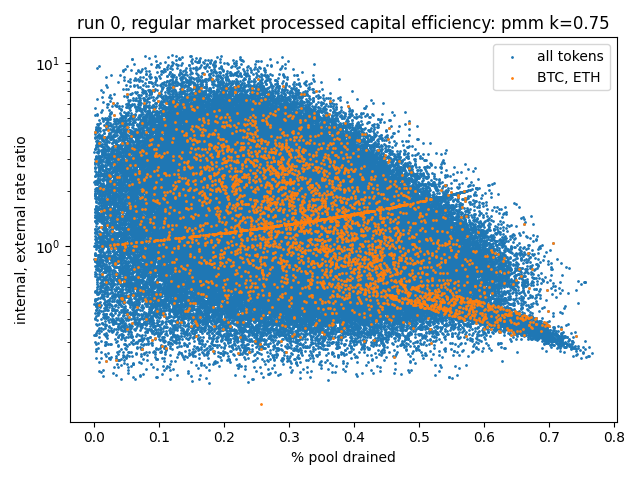 run 0, regular market processed capital efficiency: pmm k=0.75
all tokens
BTC, ETH
internal, external rate ratio
10¹
10⁰
0.0 0.1 0.2 0.3 0.4 0.5 0.6 0.7 0.8
% pool drained